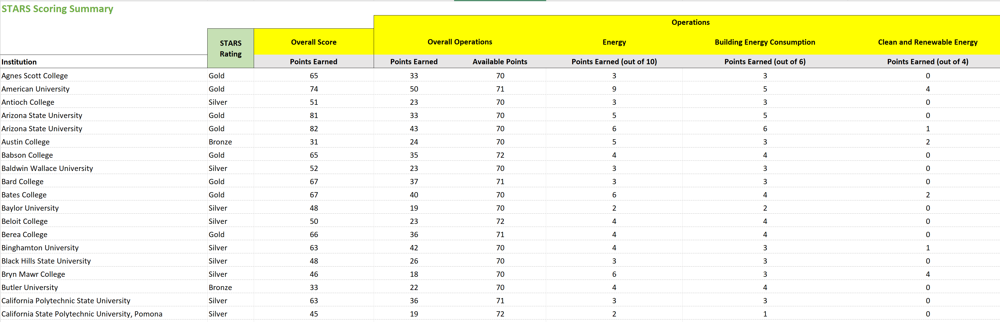 STARS Scoring Summary
Operations
STARS Rating Overall Score Overall Operations Energy Building Energy Consumption Clean and Renewable Energy
Institution Points Earned Points Earned Available Points Points Earned (out of 10) Points Earned (out of 6) Points Earned (out of 4)
Agnes Scott College Gold 65 33 70 3 3 0
American University Gold 74 50 71 9 5 4
Antioch College Silver 51 23 70 3 3 0
Arizona State University Gold 81 33 70 5 5 0
Arizona State University Gold 82 43 70 6 6 1
Austin College Bronze 31 24 70 5 3 2
Babson College Gold 65 35 72 4 4 0
Baldwin Wallace University Silver 52 23 70 3 3 0
Bard College Gold 67 37 71 3 3 0
Bates College Gold 67 40 70 6 4 2
Baylor University Silver 48 19 70 2 2 0
Beloit College Silver 50 23 72 4 4 0
Berea College Gold 66 36 71 4 4 0
Binghamton University Silver 63 42 70 4 3 1
Black Hills State University Silver 48 26 70 3 3 0
Bryn Mawr College Silver 46 18 70 6 3 4
Butler University Bronze 33 22 70 4 4 0
California Polytechnic State University Silver 63 36 71 3 3 0
California State Polytechnic University, Pomona Silver 45 19 72 2 1 0